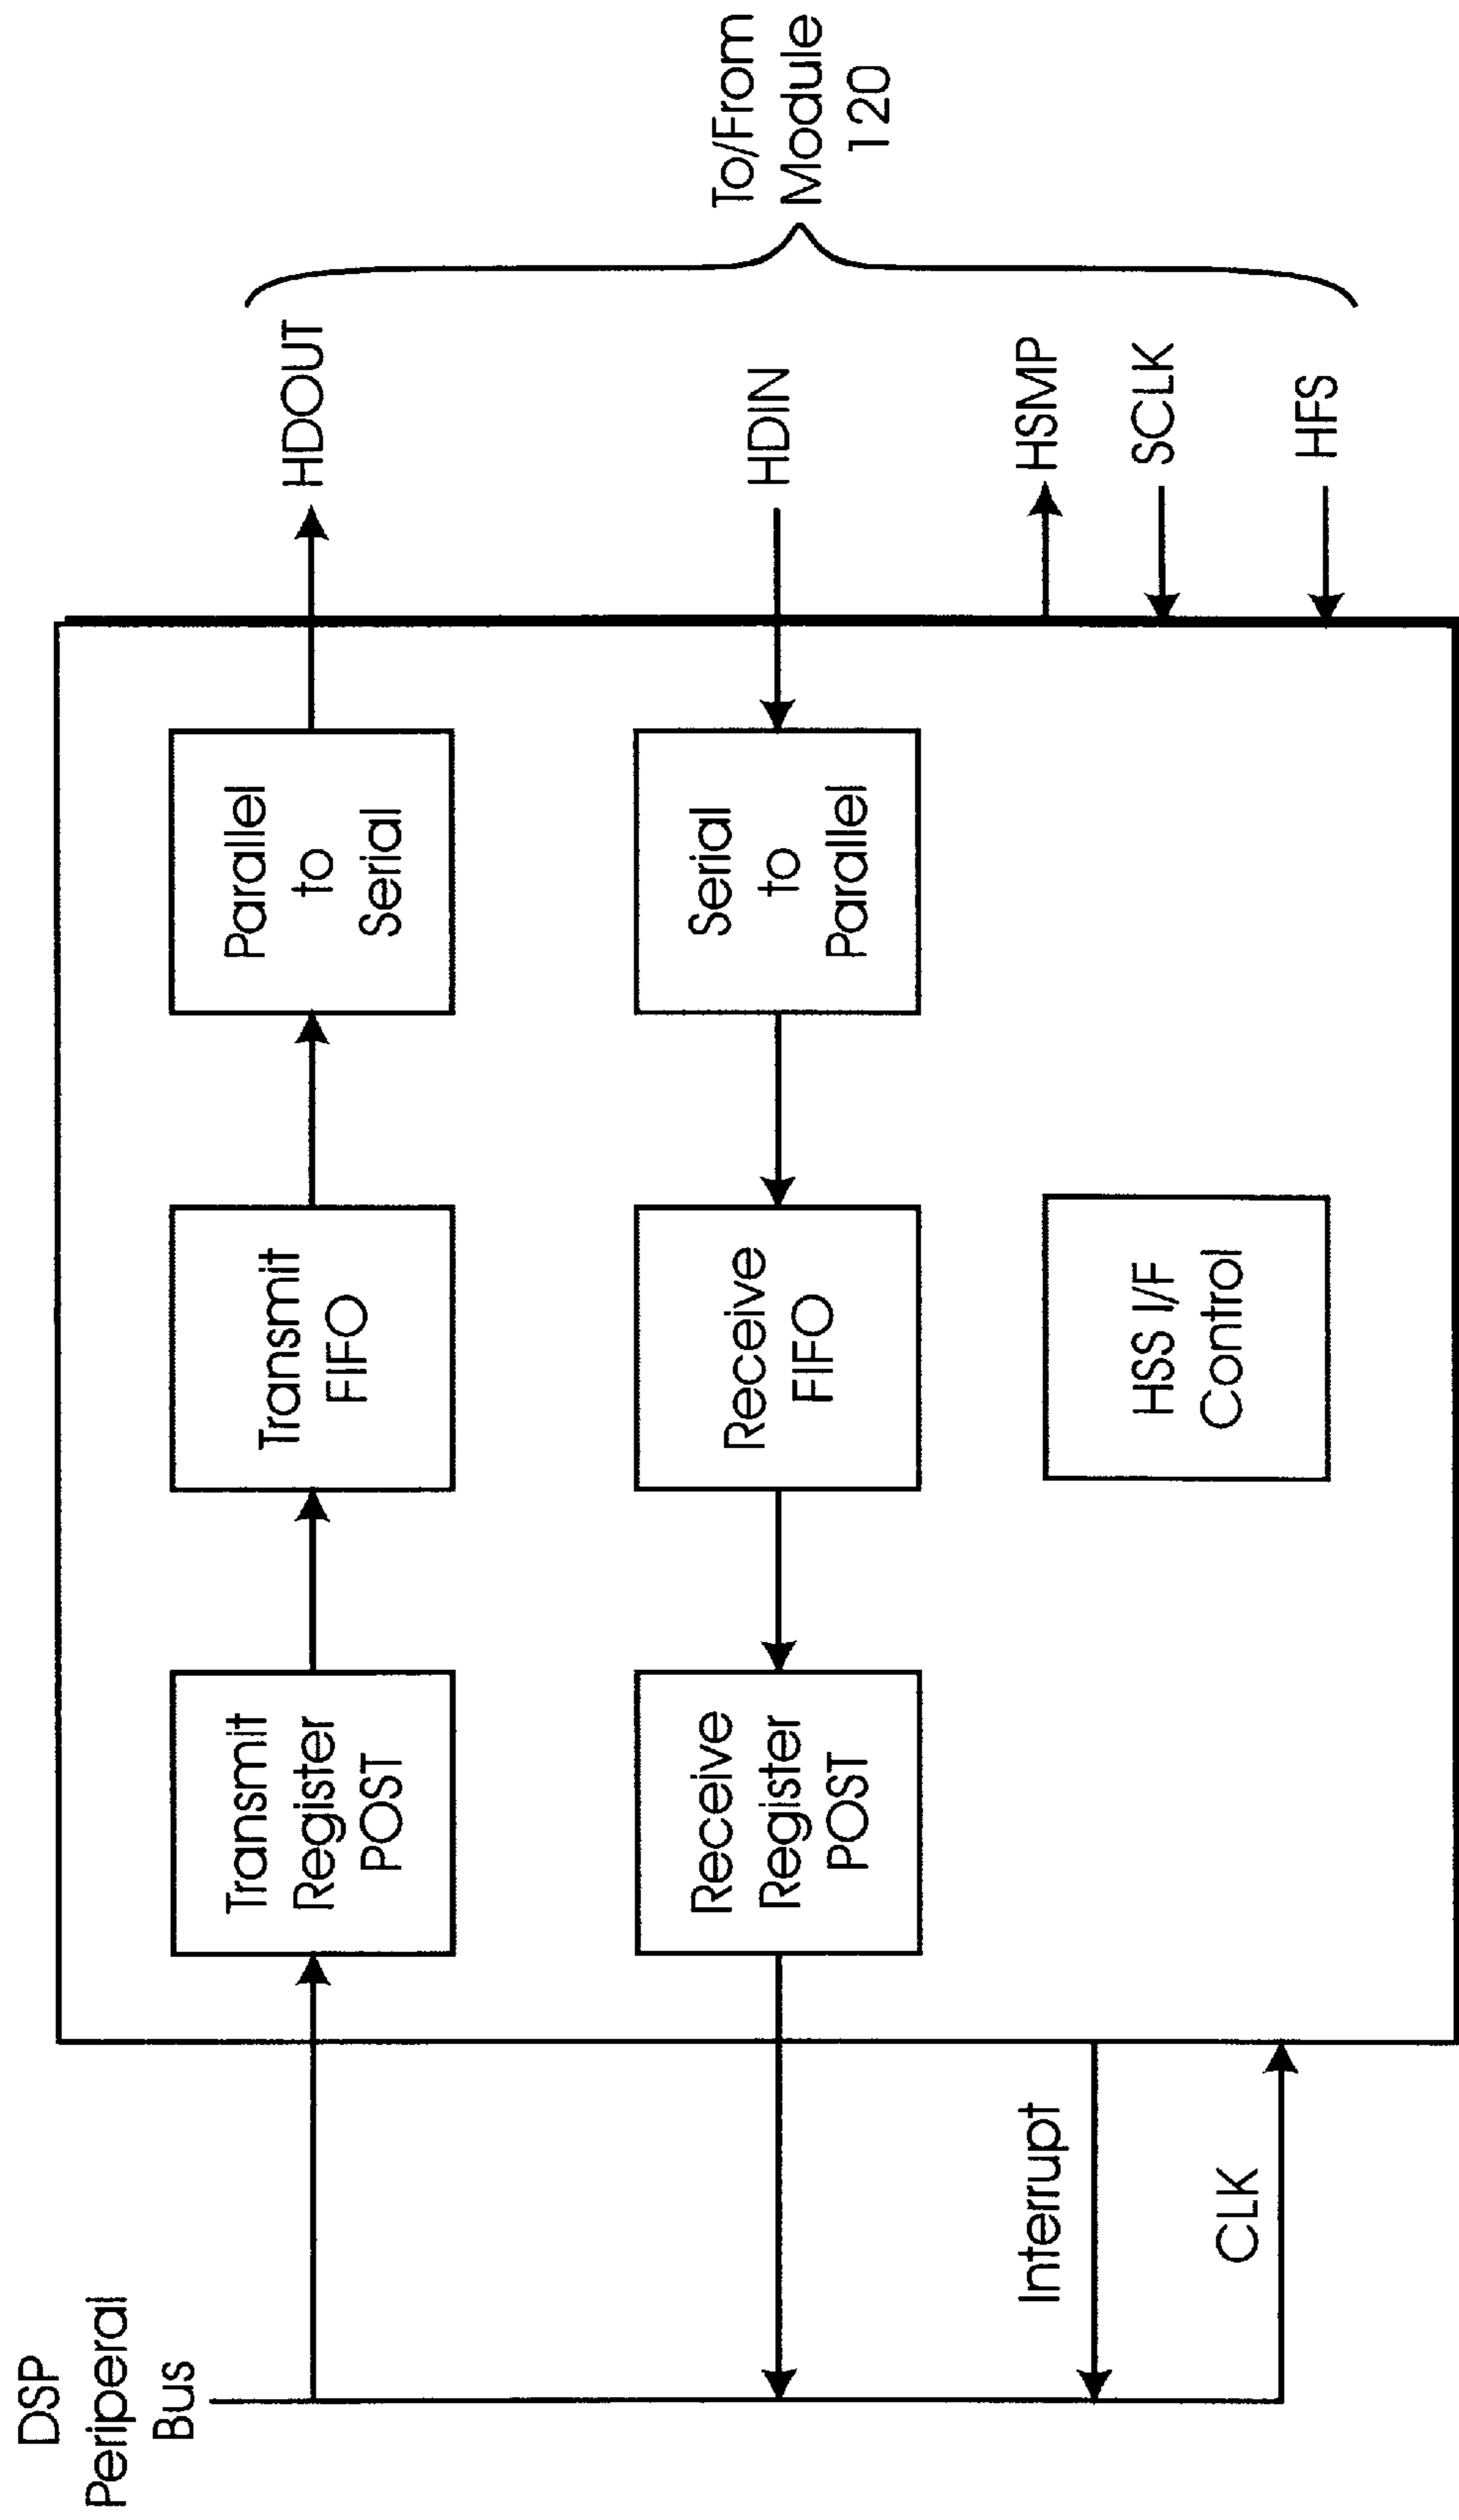 DSP
Periperal
Bus
Transmit
Register
POST
Transmit
FIFO
Parallel
to
Serial
HDOUT
Receive
Register
POST
Receive
FIFO
Serial
to
Parallel
HDIN
To/From
Module
120
Interrupt
CLK
HSS I/F
Control
HSMP
SCLK
HFS